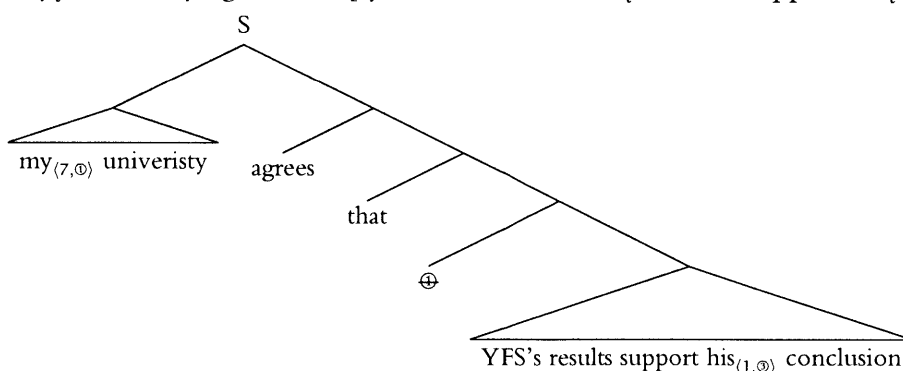 S
my⟨7,①⟩ univeristy
agrees
that
①
YFS's results support his⟨1,③⟩ conclusion